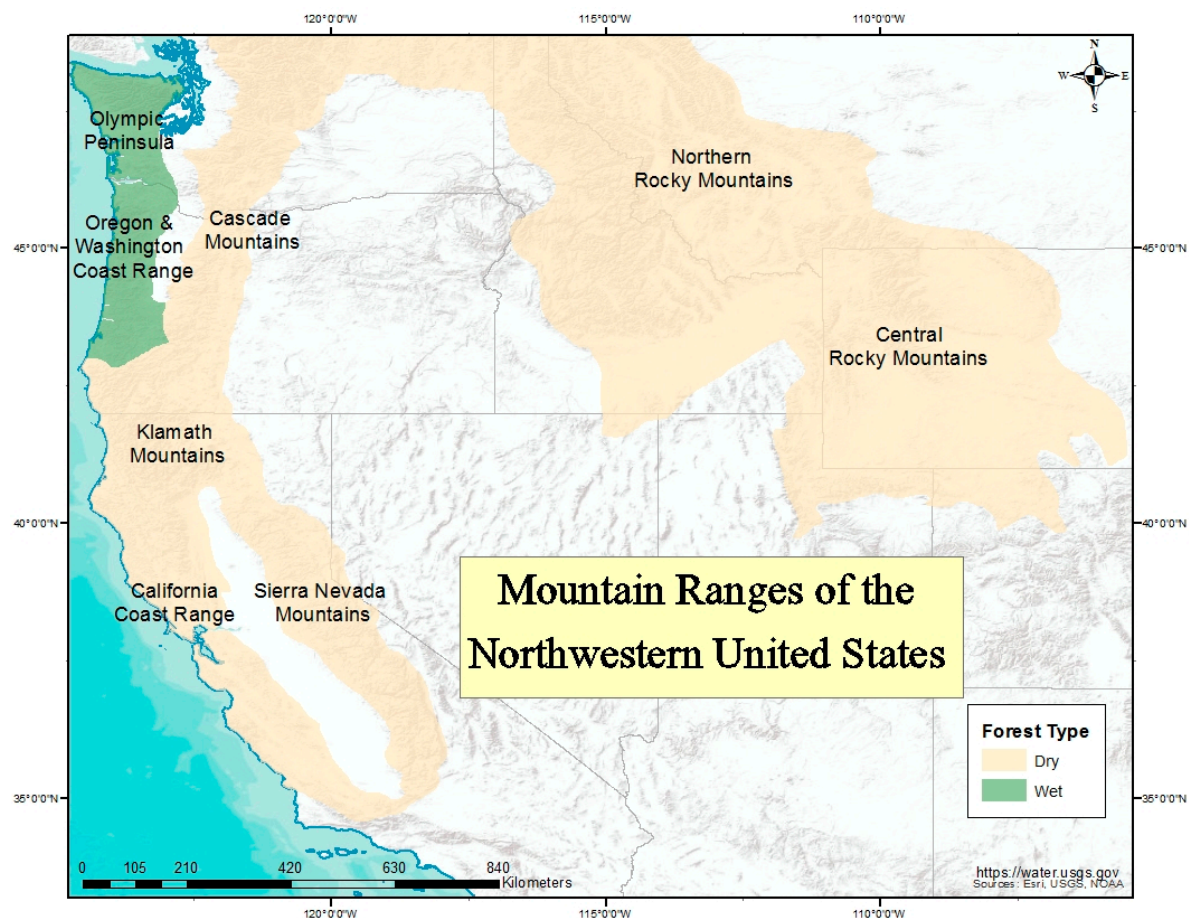 120°0'0"W
115°0'0"W
110°0'0"W
N
W
E
S
Olympic
Peninsula
Northern
Rocky Mountains
Oregon &
Washington
Coast Range
Cascade
Mountains
45°0'0"N
45°0'0"N
Central
Rocky Mountains
Klamath
Mountains
40°0'0"N
40°0'0"N
California
Coast Range
Sierra Nevada
Mountains
Mountain Ranges of the
Northwestern United States
Forest Type
Dry
Wet
35°0'0"N
35°0'0"N
0 105 210 420 630 840
Kilometers
https://water.usgs.gov
Sources: Esri, USGS, NOAA
120°0'0"W
115°0'0"W
110°0'0"W